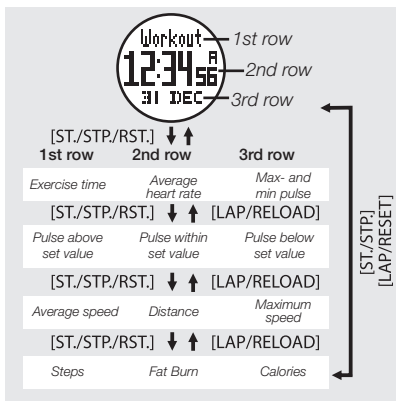 Workout
1st row
A
12:34 56
2nd row
31 DEC
3rd row
[ST./STP./RST.]
1st row 2nd row 3rd row
Exercise time Average heart rate Max- and min pulse
[ST./STP./RST.] [LAP/RELOAD]
Pulse above set value Pulse within set value Pulse below set value
[ST./STP./RST.] [LAP/RELOAD]
Average speed Distance Maximum speed
[ST./STP./RST.] [LAP/RELOAD]
Steps Fat Burn Calories
[ST./STP.]
[LAP/RESET]